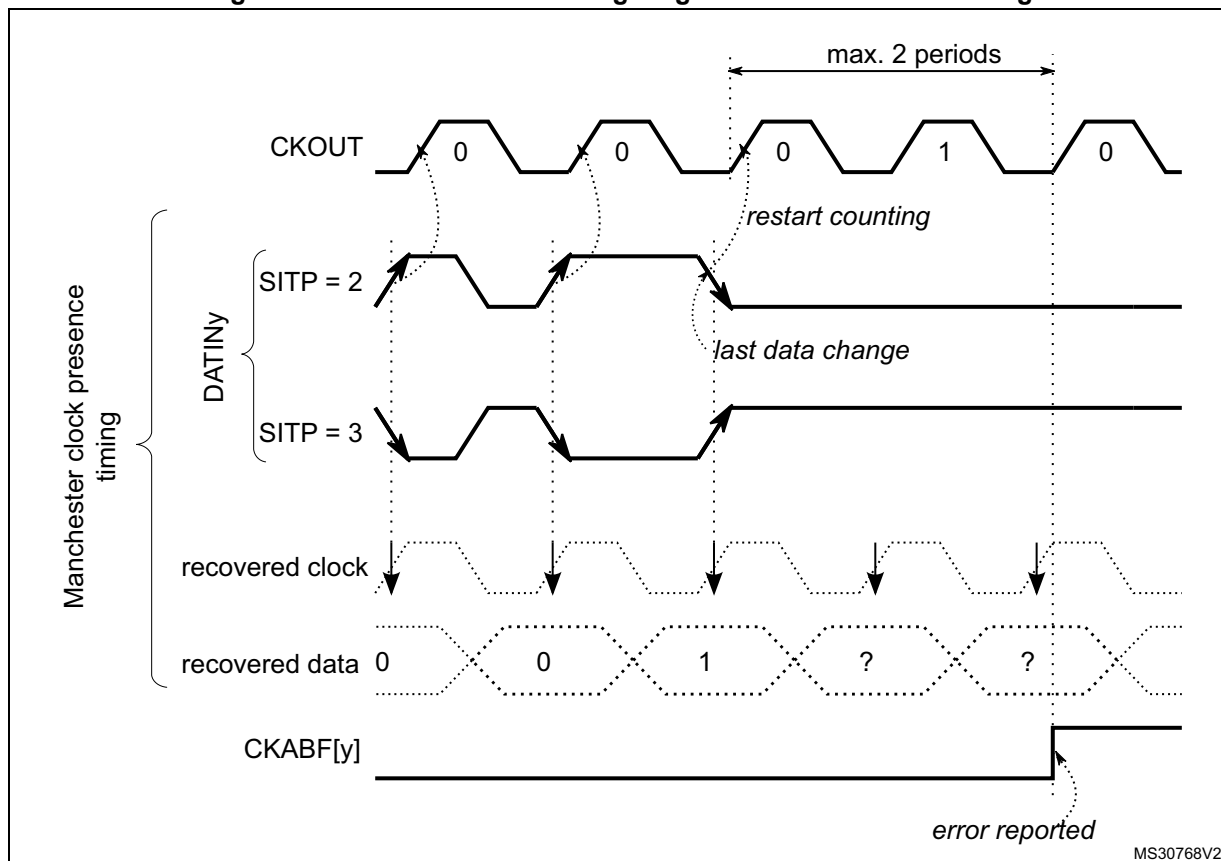 max. 2 periods
CKOUT
0 0 0 1 0
restart counting
SITP = 2
last data change
DATINy
SITP = 3
Manchester clock presence
timing
recovered clock
recovered data
0 0 1 ? ?
CKABF[y]
error reported
MS30768V2